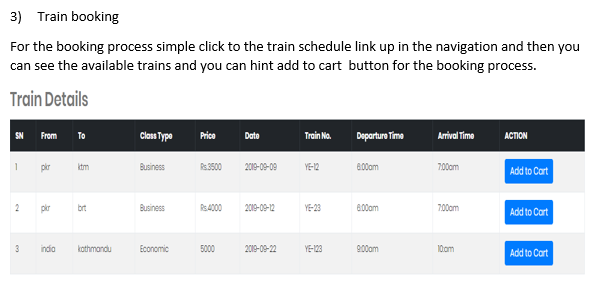 3) Train booking
For the booking process simple click to the train schedule link up in the navigation and then you
can see the available trains and you can hint add to cart button for the booking process.
Train Details
SN From To Class Type Price Date Train No. Departure Time Arrival Time ACTION
1 pkr ktm Business Rs.3500 2019-09-09 YE-12 6:00am 7:00am Add to Cart
2 pkr brt Business Rs.4000 2019-09-12 YE-23 6:00am 7:00am Add to Cart
3 india kathmandu Economic 5000 2019-09-22 YE-123 9:00am 10:am Add to Cart